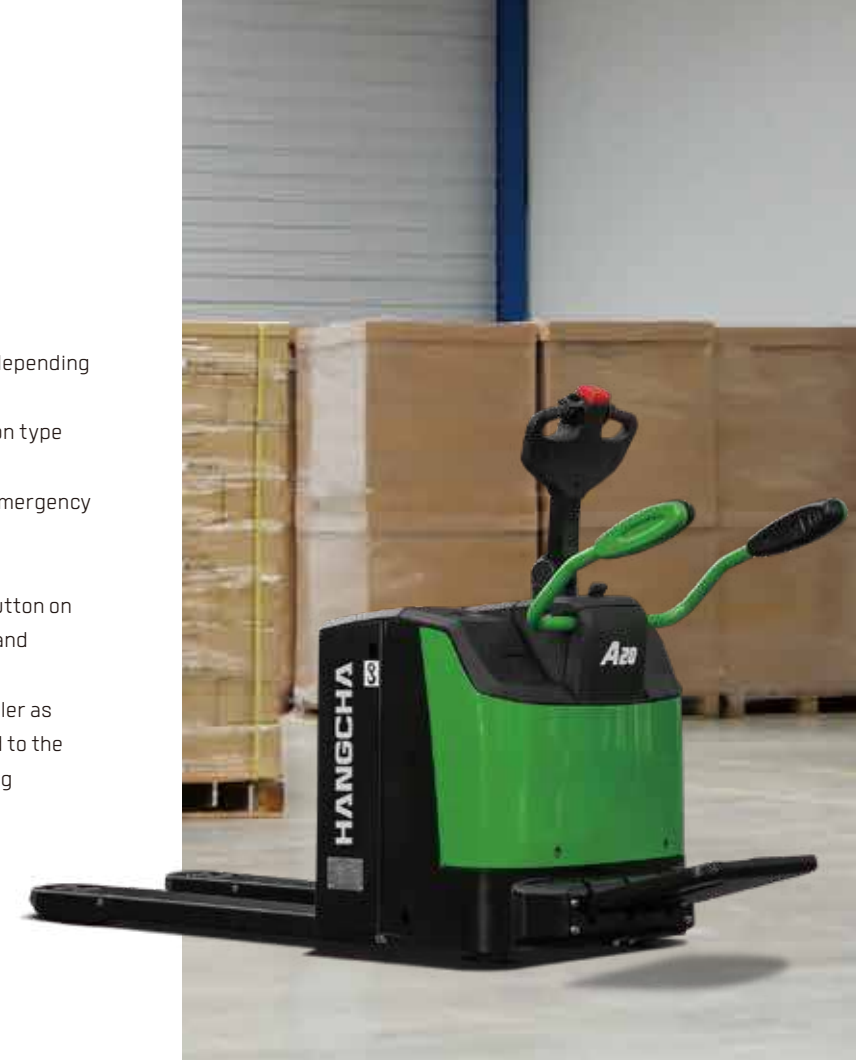 depending
on type
mergency
utton on
and
ler as
l to the
g
HANGCHA
A20